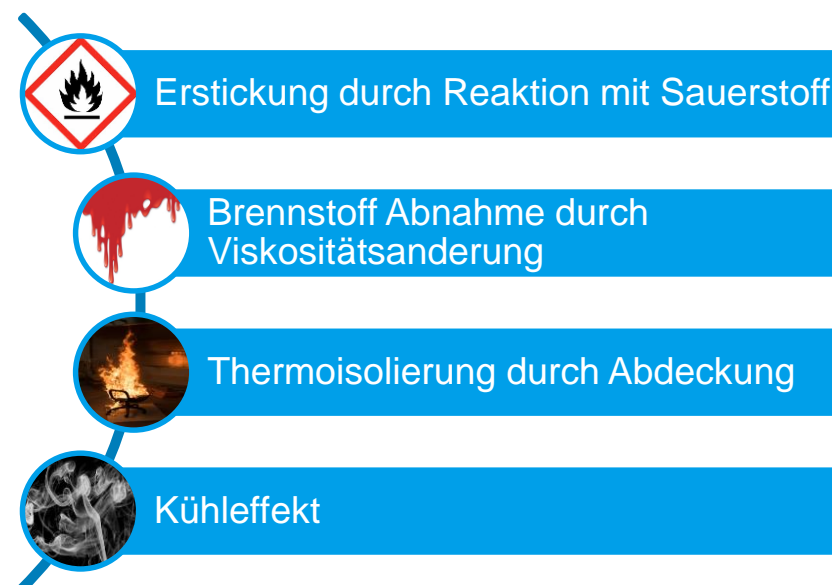 Erstickung durch Reaktion mit Sauerstoff
Brennstoff Abnahme durch
Viskositätsanderung
Thermoisolierung durch Abdeckung
Kühleffekt